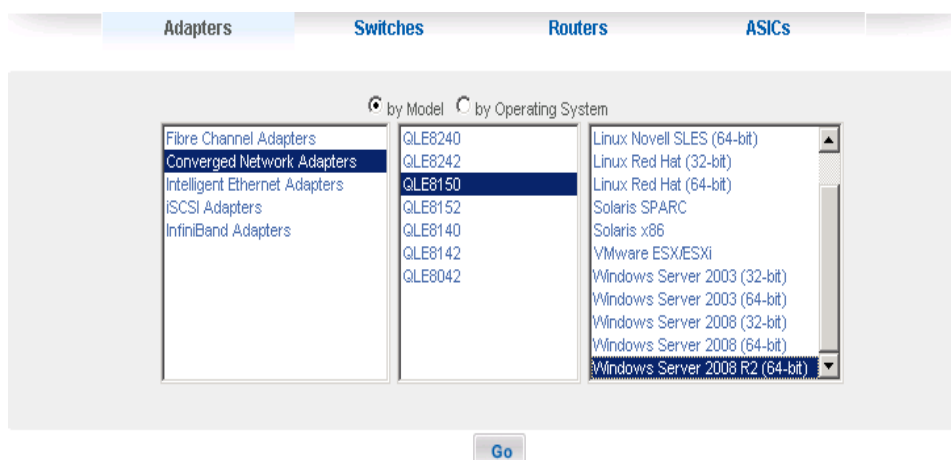 Adapters Switches Routers ASICs
by Model by Operating System
Fibre Channel Adapters
Converged Network Adapters
Intelligent Ethernet Adapters
iSCSI Adapters
InfiniBand Adapters
QLE8240
QLE8242
QLE8150
QLE8152
QLE8140
QLE8142
QLE8042
Linux Novell SLES (64-bit)
Linux Red Hat (32-bit)
Linux Red Hat (64-bit)
Solaris SPARC
Solaris x86
VMware ESX/ESXi
Windows Server 2003 (32-bit)
Windows Server 2003 (64-bit)
Windows Server 2008 (32-bit)
Windows Server 2008 (64-bit)
Windows Server 2008 R2 (64-bit)
Go